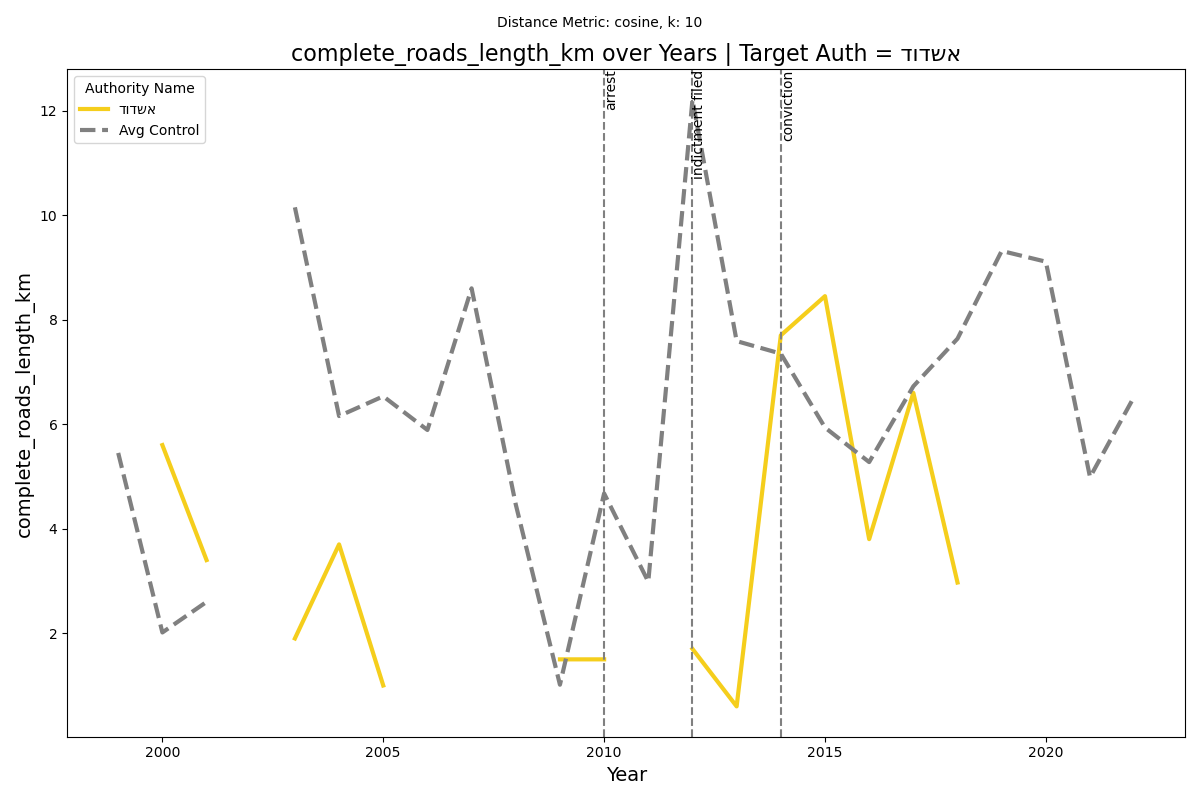 Distance Metric: cosine, k: 10
complete_roads_length_km over Years | Target Auth = אשדוד
Authority Name
אשדוד
Avg Control
arrest
indictment filed
conviction
complete_roads_length_km
12
10
8
6
4
2
2000 2005 2010 2015 2020
Year